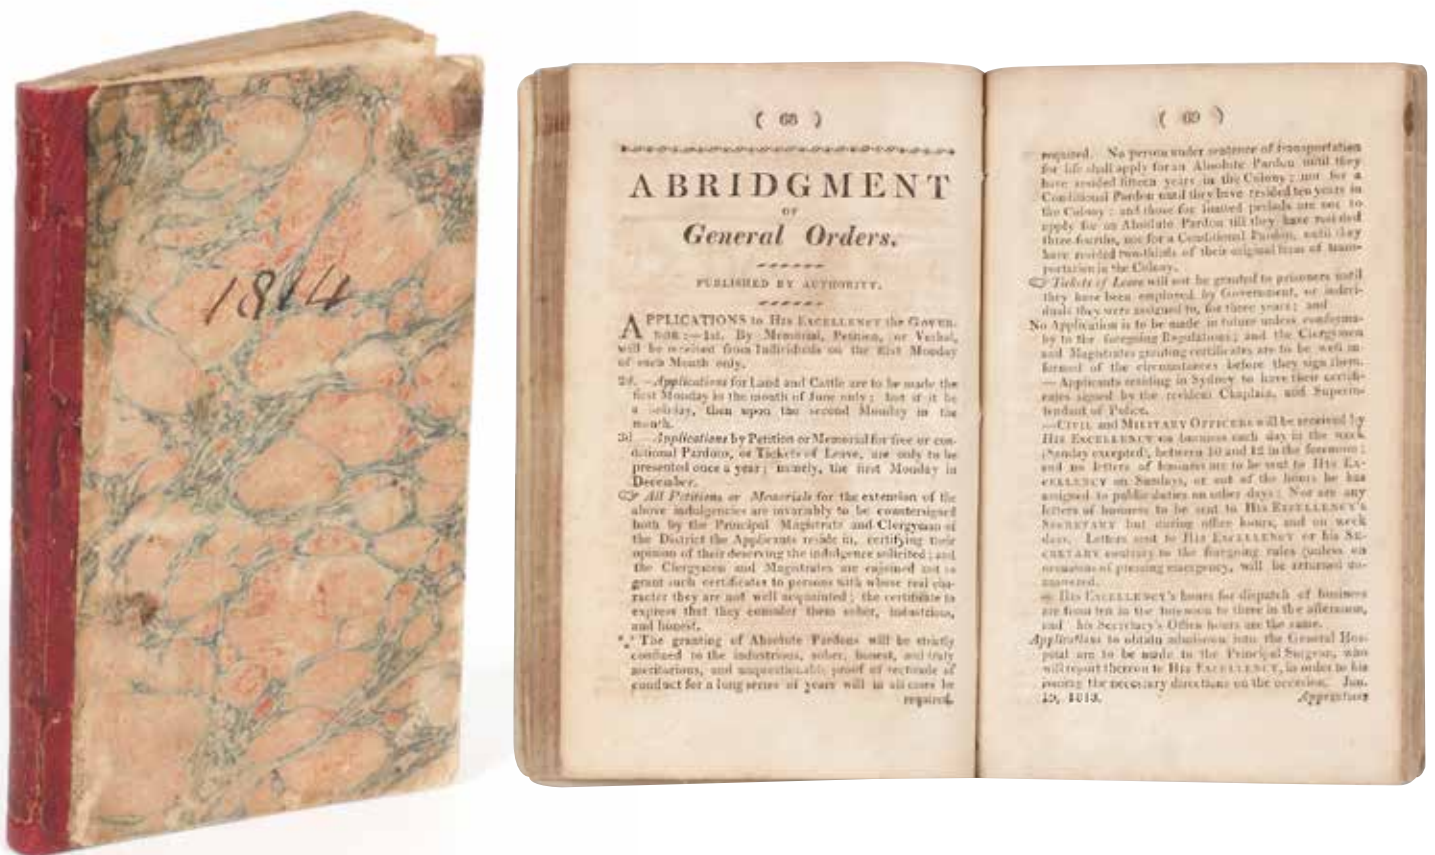 1814
( 68 )
ABRIDGMENT
OF
General Orders.
PUBLISHED BY AUTHORITY.
APPLICATIONS to HIS EXCELLENCY the GOVER-
NOR :—1st. By Memorial, Petition, or Verbal,
will be received from Individuals on the first Monday
of each Month only.
2d. —Applications for Land and Cattle are to be made the
first Monday in the month of June only ; but if it be
a holiday, then upon the second Monday in the
month.
3d —Applications by Petition or Memorial for free or con-
ditional Pardons, or Tickets of Leave, are only to be
presented once a year ; namely, the first Monday in
December.
☞ All Petitions or Memorials for the extension of the
above indulgencies are invariably to be countersigned
both by the Principal Magistrate and Clergyman of
the District the Applicants reside in, certifying their
opinion of their deserving the indulgence solicited ; and
the Clergymen and Magistrates are enjoined not to
grant such certificates to persons with whose real cha-
racter they are not well acquainted ; the certificate to
express that they consider them sober, industrious,
and honest.
*.* The granting of Absolute Pardons will be strictly
confined to the industrious, sober, honest, and truly
meritorious, and unquestionable proof of rectitude of
conduct for a long series of years will in all cases be
required.
( 69 )
required. No person under sentence of transportation
for life shall apply for an Absolute Pardon until they
have resided fifteen years in the Colony ; nor for a
Conditional Pardon until they have resided ten years in
the Colony : and those for limited periods are not to
apply for an Absolute Pardon till they have resided
three-fourths, nor for a Conditional Pardon, until they
have resided two-thirds of their original term of trans-
portation in the Colony.
☞ Tickets of Leave will not be granted to prisoners until
they have been employed by Government, or indivi-
duals they were assigned to, for three years ; and
No Application is to be made in future unless conforma-
bly to the foregoing Regulations ; and the Clergymen
and Magistrates granting certificates are to be well in-
formed of the circumstances before they sign them.
— Applicants residing in Sydney to have their certifi-
cates signed by the resident Chaplain, and Superin-
tendant of Police.
—CIVIL and MILITARY OFFICERS will be received by
HIS EXCELLENCY on business each day in the week
(Sunday excepted), between 10 and 12 in the forenoon ;
and no letters of business are to be sent to HIS EX-
CELLENCY on Sundays, or out of the hours he has
assigned to public duties on other days ; Nor are any
letters of business to be sent to HIS EXCELLENCY'S
SECRETARY but during office hours, and on week
days. Letters sent to HIS EXCELLENCY or his SE-
CRETARY contrary to the foregoing rules (unless on
occasions of pressing emergency, will be returned un-
answered.
— HIS EXCELLENCY's hours for dispatch of business
are from ten in the forenoon to three in the afternoon,
and his Secretary's Office hours are the same.
Applications to obtain admission into the General Hos-
pital are to be made to the Principal Surgeon, who
will report thereon to HIS EXCELLENCY, in order to his
issuing the necessary directions on the occasion. Jan.
1813.